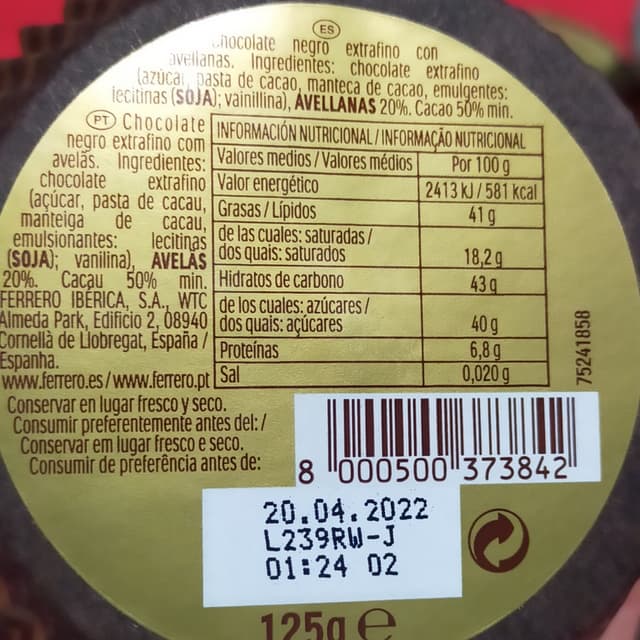 ES
chocolate negro extrafino con
avellanas. Ingredientes: chocolate extrafino
(azúcar, pasta de cacao, manteca de cacao, emulgentes:
lecitinas (SOJA); vainillina), AVELLANAS 20%. Cacao 50% min.
PT Chocolate
negro extrafino com
avelãs. Ingredientes:
chocolate extrafino
(açúcar, pasta de cacau,
manteiga de cacau,
emulsionantes: lecitinas
(SOJA); vanilina), AVELÃS
20%. Cacau 50% min.
FERRERO IBÉRICA, S.A., WTC
Almeda Park, Edificio 2, 08940
Cornellà de Llobregat, España /
Espanha.
www.ferrero.es/www.ferrero.pt
INFORMACIÓN NUTRICIONAL / INFORMAÇÃO NUTRICIONAL
Valores medios / Valores médios Por 100 g
Valor energético 2413 kJ / 581 kcal
Grasas / Lípidos 41 g
de las cuales: saturadas /
dos quais: saturados 18,2 g
Hidratos de carbono 43 g
de los cuales: azúcares /
dos quais: açúcares 40 g
Proteínas 6,8 g
Sal 0,020 g
75241858
Conservar en lugar fresco y seco.
Consumir preferentemente antes del: /
Conservar em lugar fresco e seco.
Consumir de preferência antes de:
8 000500 373842
20.04.2022
L239RW-J
01:24 02
125g e